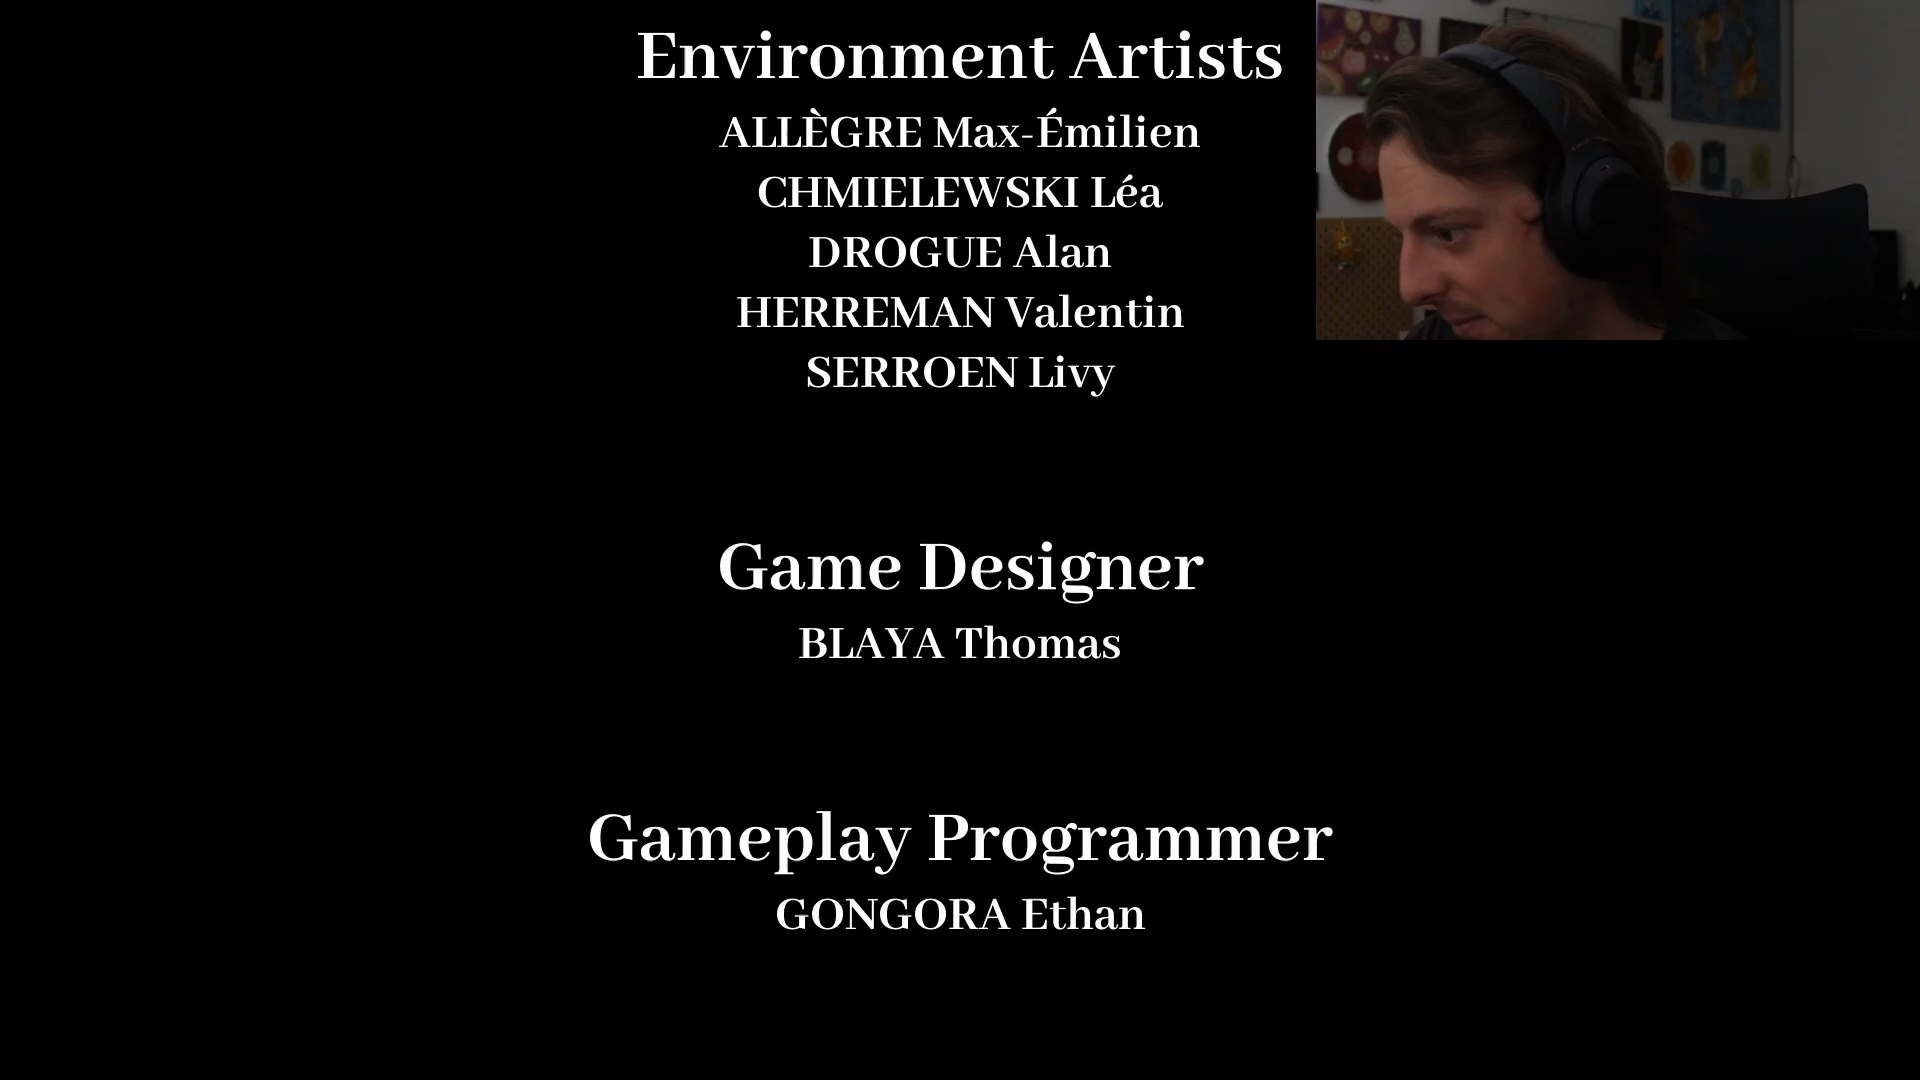 Environment Artists
ALLÈGRE Max-Émilien
CHMIELEWSKI Léa
DROGUE Alan
HERREMAN Valentin
SERROEN Livy
Game Designer
BLAYA Thomas
Gameplay Programmer
GONGORA Ethan